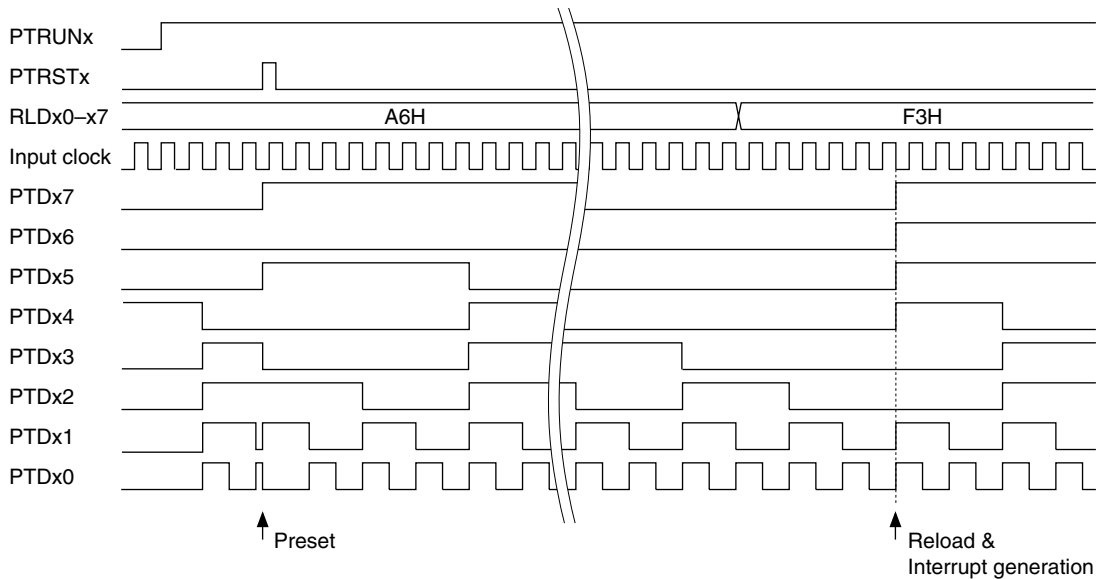 PTRUNx
PTRSTx
RLDx0–x7
A6H
F3H
Input clock
PTDx7
PTDx6
PTDx5
PTDx4
PTDx3
PTDx2
PTDx1
PTDx0
Preset
Reload &
Interrupt generation